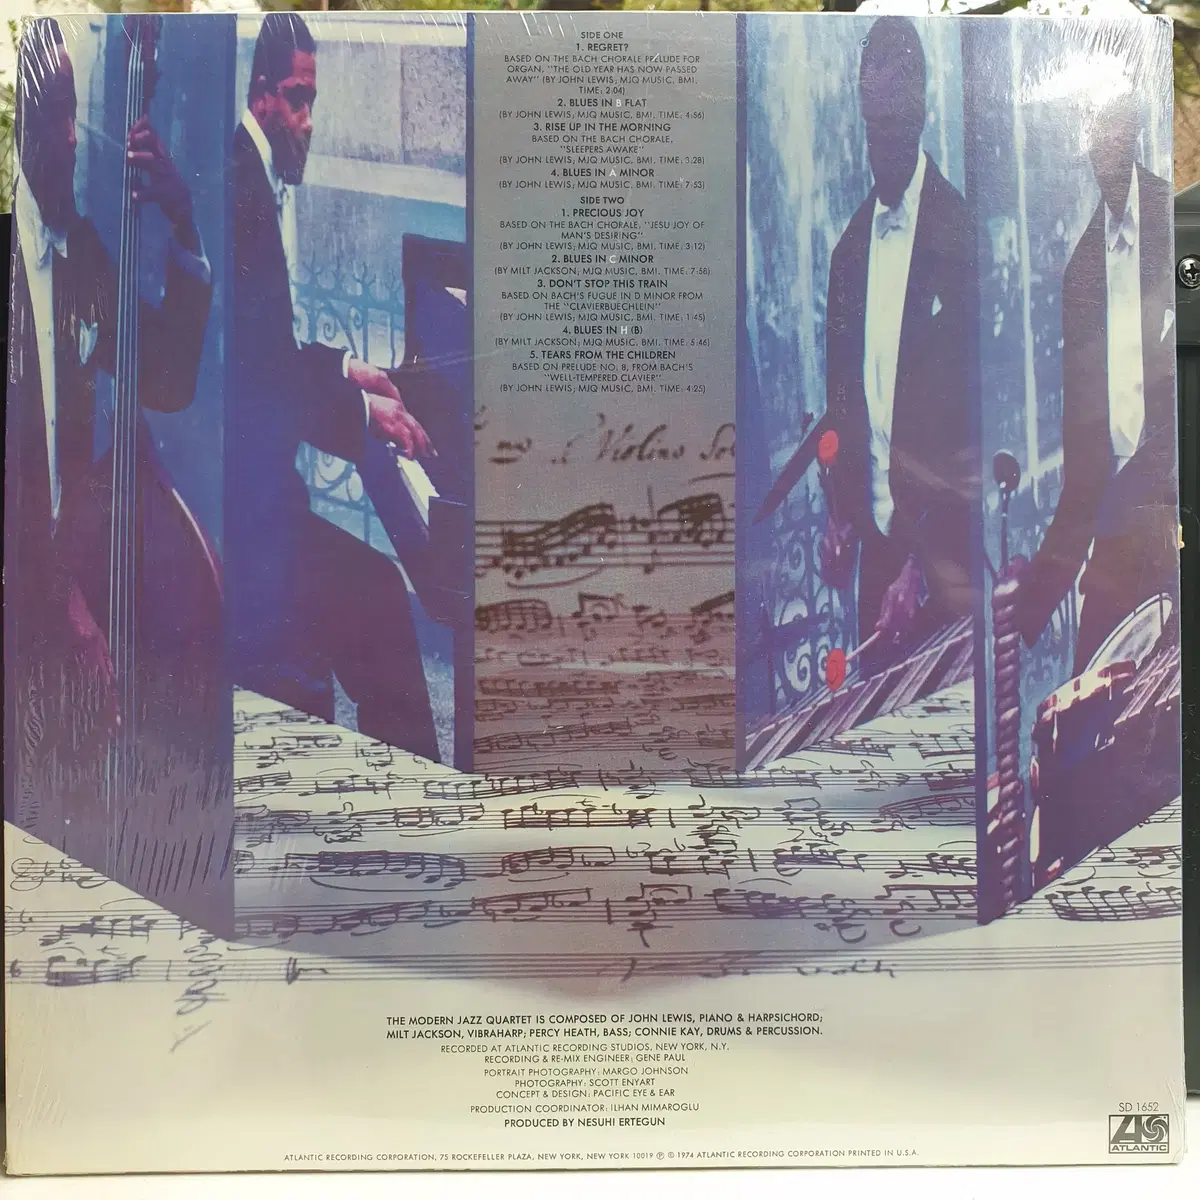 SIDE ONE
1. REGRET?
BASED ON THE BACH CHORALE PRELUDE FOR
ORGAN, "THE OLD YEAR HAS NOW PASSED
AWAY" (BY JOHN LEWIS; MJQ MUSIC, BMI.
TIME: 2:04)
2. BLUES IN B FLAT
(BY JOHN LEWIS; MJQ MUSIC, BMI. TIME: 4:56)
3. RISE UP IN THE MORNING
BASED ON THE BACH CHORALE,
"SLEEPERS AWAKE"
(BY JOHN LEWIS; MJQ MUSIC, BMI. TIME: 3:28)
4. BLUES IN A MINOR
(BY JOHN LEWIS; MJQ MUSIC, BMI. TIME: 7:53)
SIDE TWO
1. PRECIOUS JOY
BASED ON THE BACH CHORALE, "JESU JOY OF
MAN'S DESIRING"
(BY JOHN LEWIS; MJQ MUSIC, BMI. TIME: 3:12)
2. BLUES IN C MINOR
(BY MILT JACKSON; MJQ MUSIC, BMI. TIME: 7:58)
3. DON'T STOP THIS TRAIN
BASED ON BACH'S FUGUE IN D MINOR FROM
THE "CLAVIERBUECHLEIN"
(BY JOHN LEWIS; MJQ MUSIC, BMI. TIME: 1:45)
4. BLUES IN H (B)
(BY MILT JACKSON; MJQ MUSIC, BMI. TIME: 5:46)
5. TEARS FROM THE CHILDREN
BASED ON PRELUDE NO. 8, FROM BACH'S
"WELL-TEMPERED CLAVIER".
(BY JOHN LEWIS; MJQ MUSIC, BMI. TIME: 4:25)
Violino
THE MODERN JAZZ QUARTET IS COMPOSED OF JOHN LEWIS, PIANO & HARPSICHORD;
MILT JACKSON, VIBRAHARP; PERCY HEATH, BASS; CONNIE KAY, DRUMS & PERCUSSION.
RECORDED AT ATLANTIC RECORDING STUDIOS, NEW YORK, N.Y.
RECORDING & RE-MIX ENGINEER: GENE PAUL
PORTRAIT PHOTOGRAPHY: MARGO JOHNSON
PHOTOGRAPHY: SCOTT ENYART
CONCEPT & DESIGN: PACIFIC EYE & EAR
PRODUCTION COORDINATOR: ILHAN MIMAROGLU
PRODUCED BY NESUHI ERTEGUN
SD 1652
ATLANTIC
ATLANTIC RECORDING CORPORATION, 75 ROCKEFELLER PLAZA, NEW YORK, NEW YORK 10019 ℗ © 1974 ATLANTIC RECORDING CORPORATION PRINTED IN U.S.A.